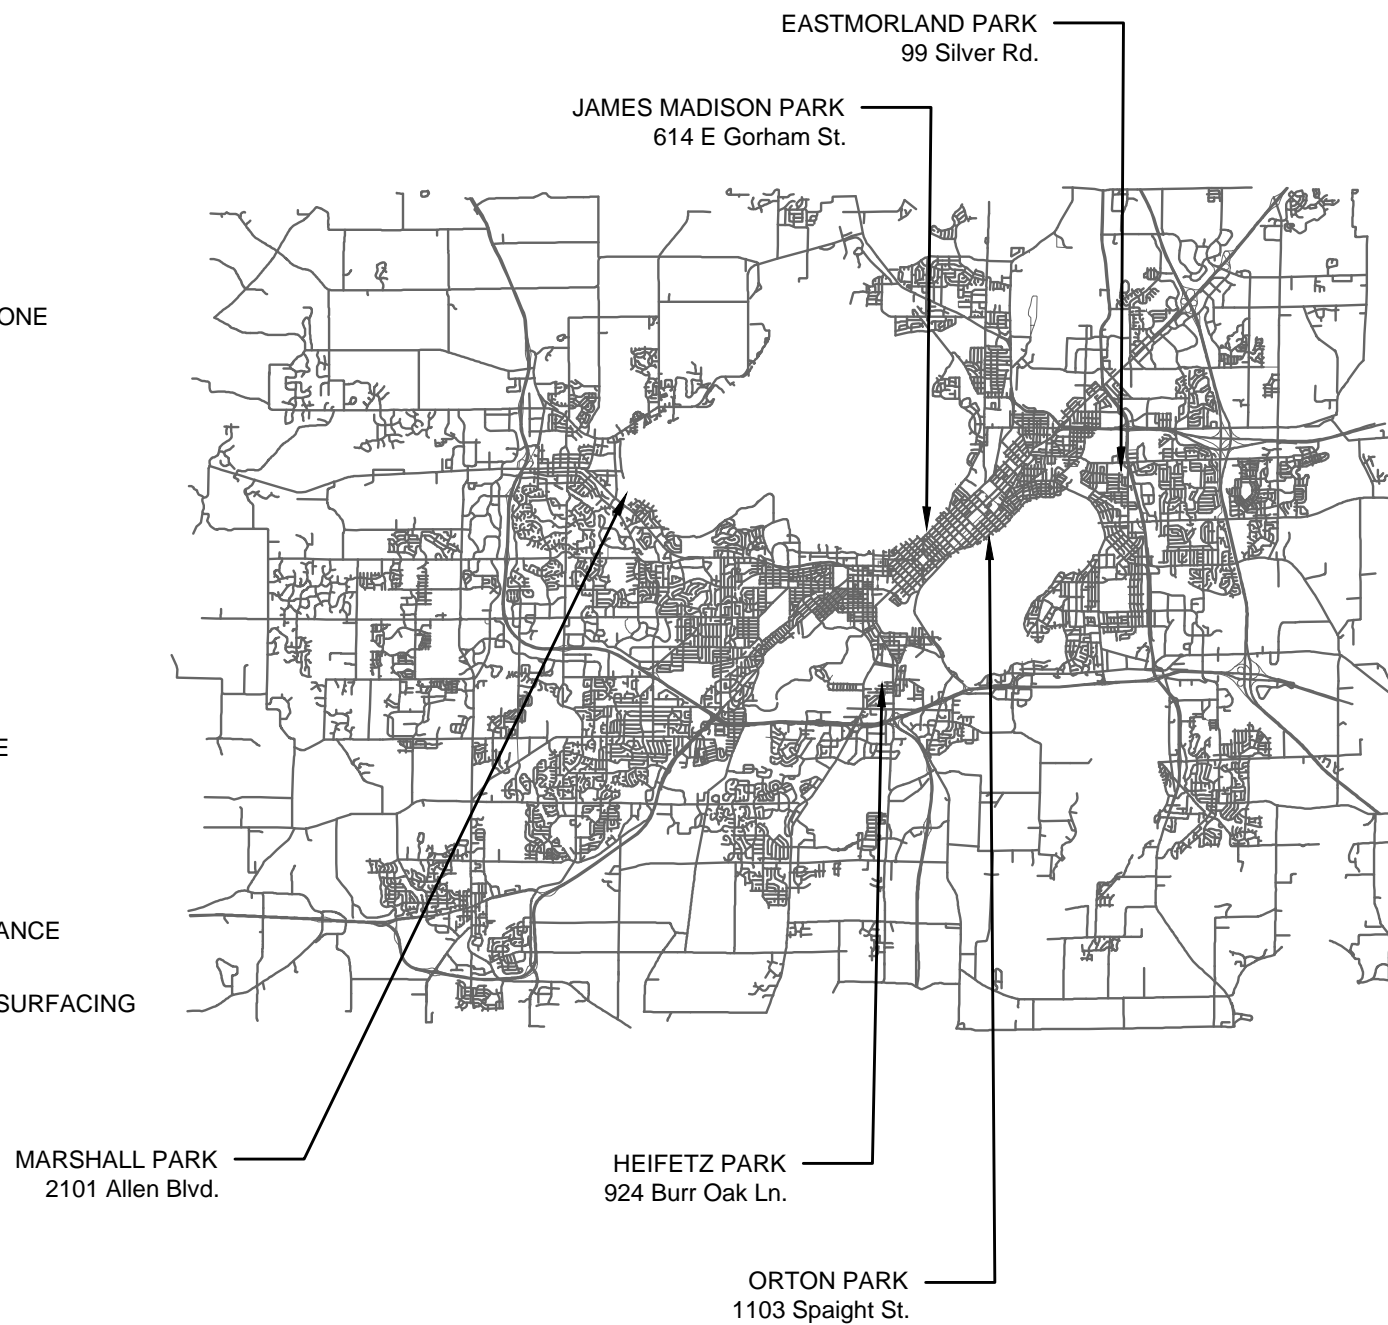 EASTMORLAND PARK
99 Silver Rd.
JAMES MADISON PARK
614 E Gorham St.
ONE
E
ANCE
SURFACING
MARSHALL PARK
2101 Allen Blvd.
HEIFETZ PARK
924 Burr Oak Ln.
ORTON PARK
1103 Spaight St.